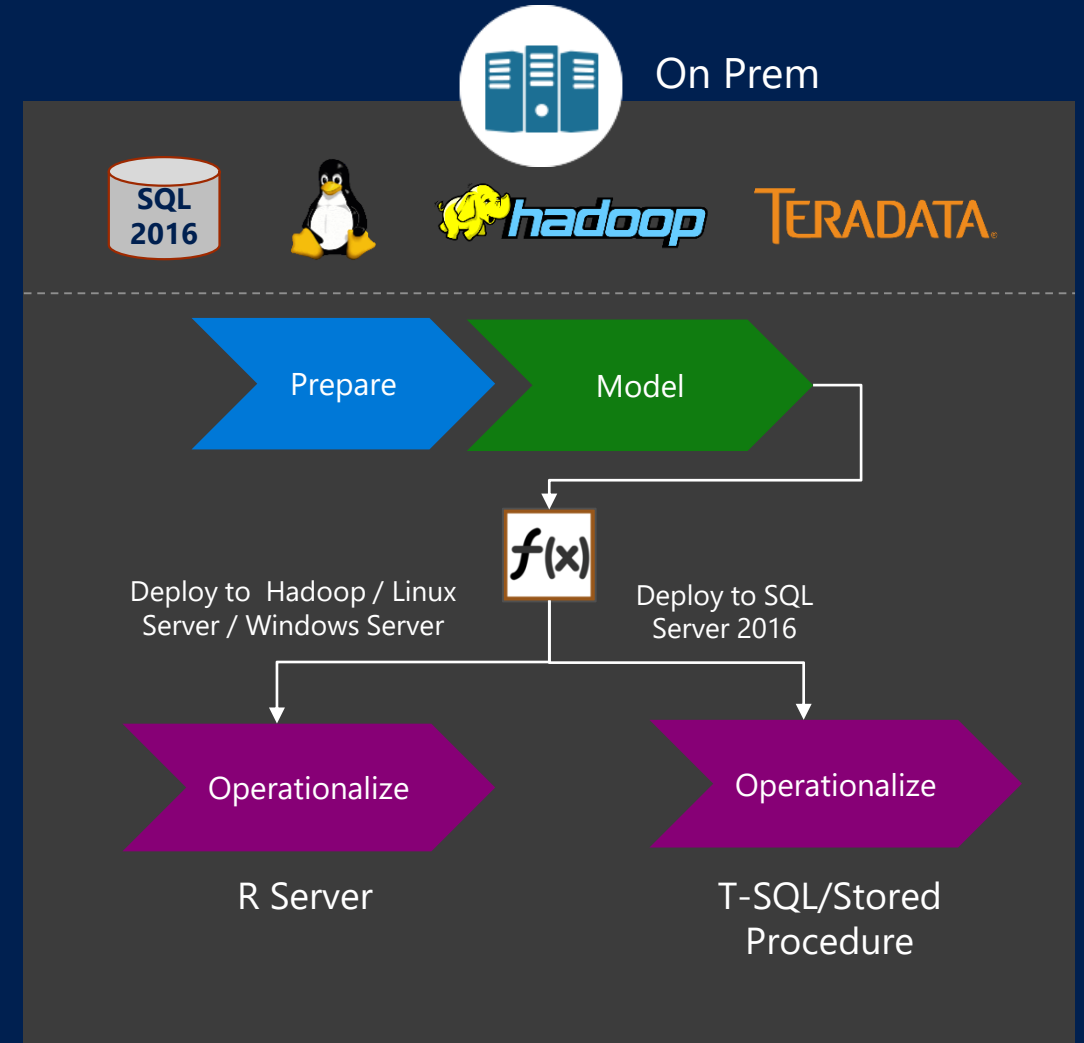 On Prem
SQL
2016
hadoop
TERADATA®
Prepare
Model
f(x)
Deploy to Hadoop / Linux
Server / Windows Server
Deploy to SQL
Server 2016
Operationalize
Operationalize
R Server
T-SQL/Stored
Procedure